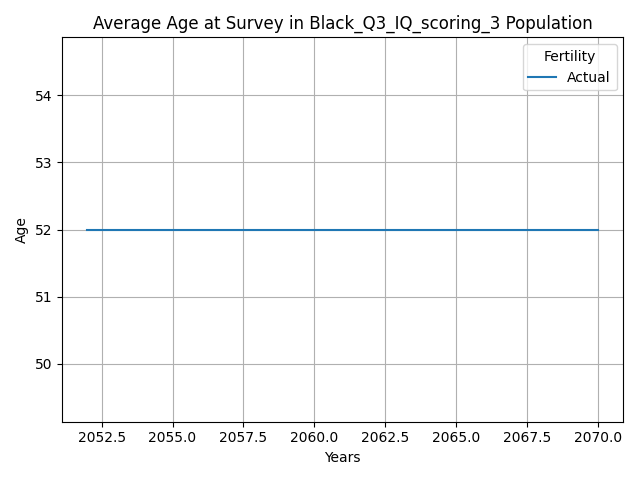 Average Age at Survey in Black_Q3_IQ_scoring_3 Population
Fertility
Actual
54
53
52
51
50
Age
2052.5 2055.0 2057.5 2060.0 2062.5 2065.0 2067.5 2070.0
Years